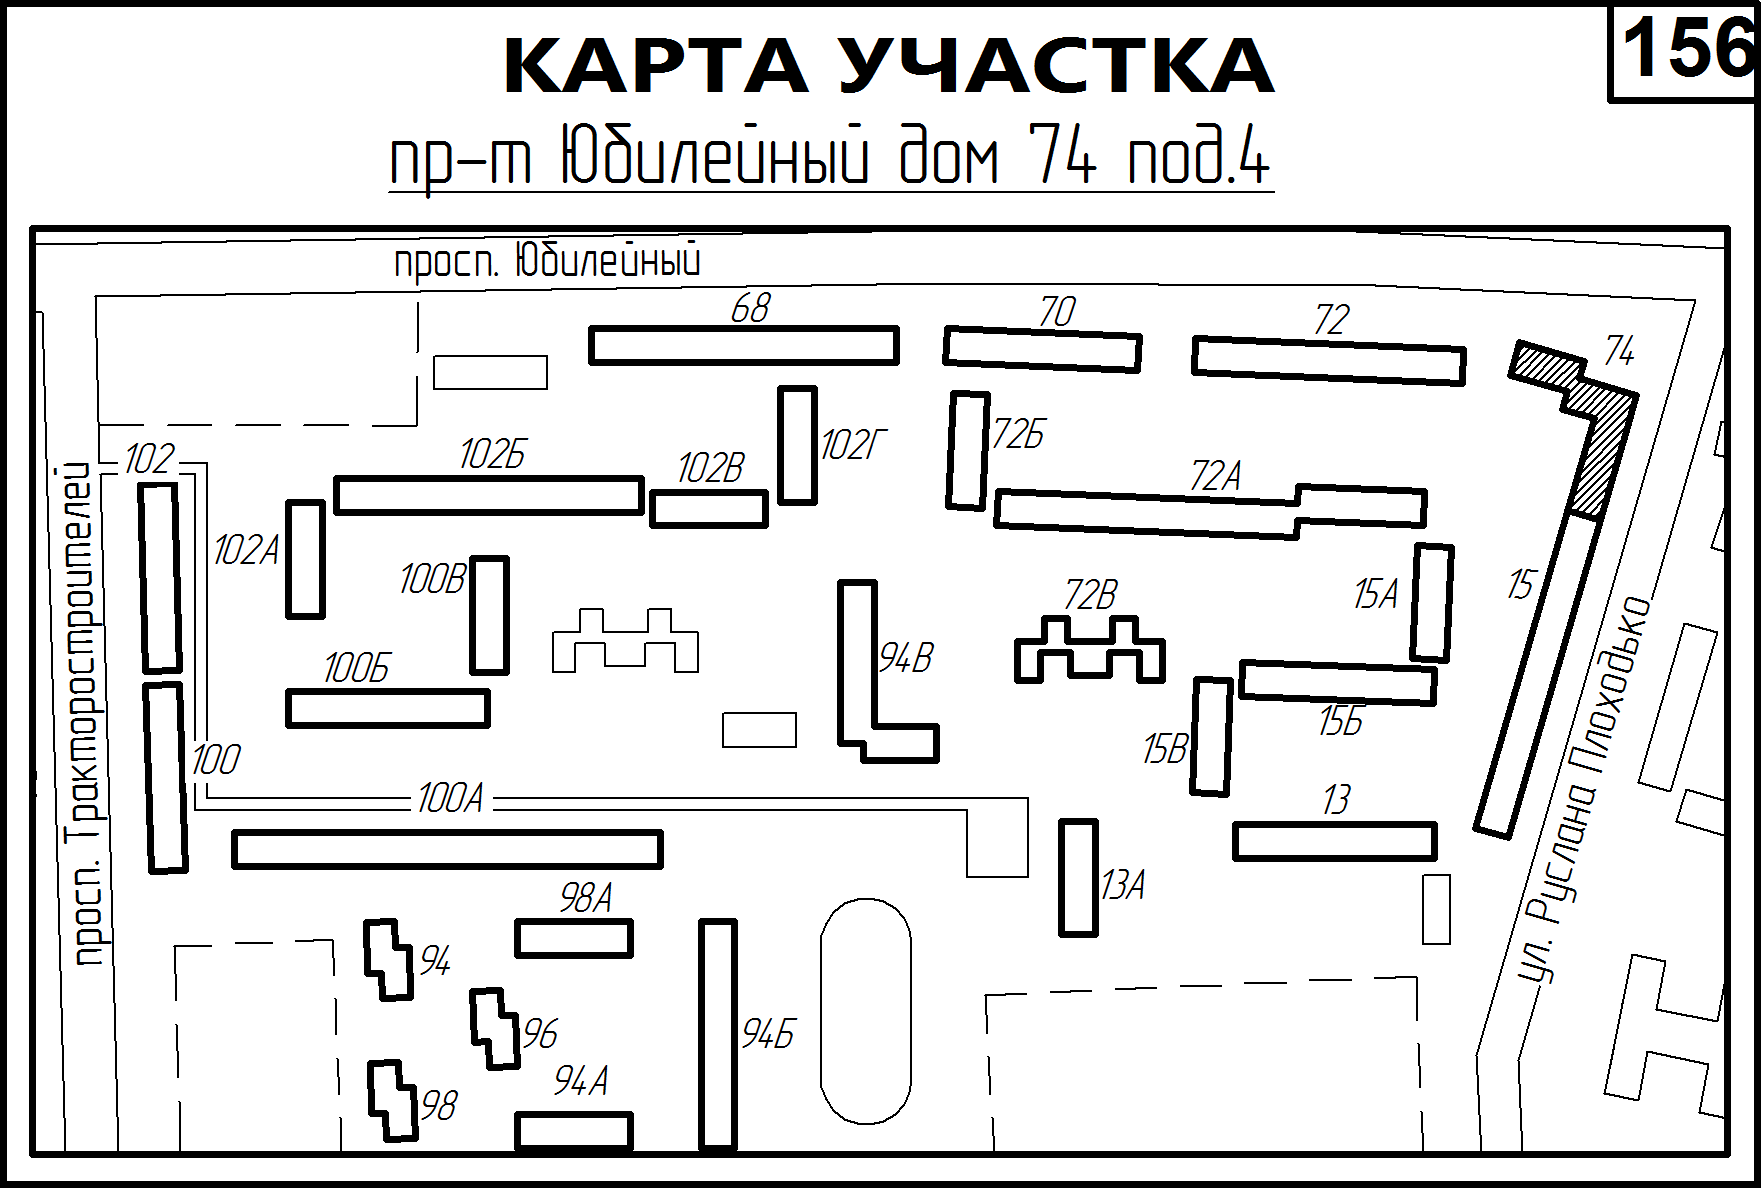 КАРТА УЧАСТКА
156
пр-т Юбилейный дом 74 под.4
просп. Юбилейный
68
70
72
74
102
102Б
102В
102Г
72Б
72А
102А
100В
15А
15
72В
94В
100Б
15Б
15В
100
100А
13
13А
98А
94
96
94Б
94А
98
просп. Тракторостроителей
ул. Руслана Плоходько